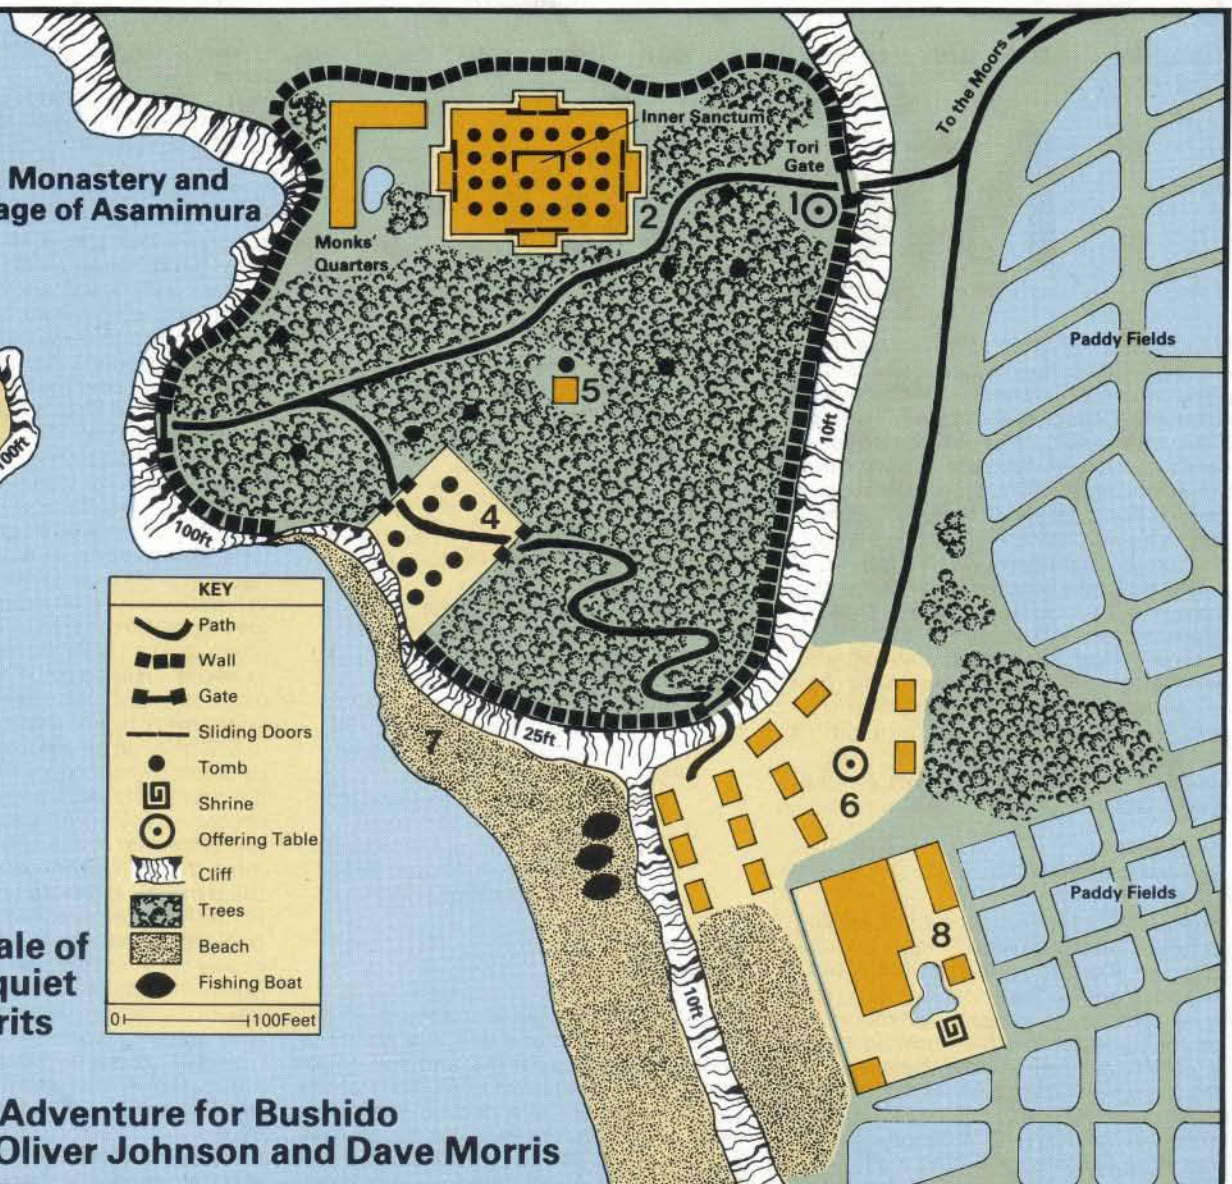 To the Moors
Inner Sanctum
Tori
Gate
1
2
Monastery and
age of Asamimura
Monks'
Quarters
Paddy Fields
5
10ft
100ft
4
100ft
KEY
Path
Wall
Gate
Sliding Doors
Tomb
Shrine
Offering Table
Cliff
Trees
Beach
Fishing Boat
0 100Feet
7
25ft
6
Paddy Fields
8
10ft
ale of
quiet
rits
Adventure for Bushido
Oliver Johnson and Dave Morris